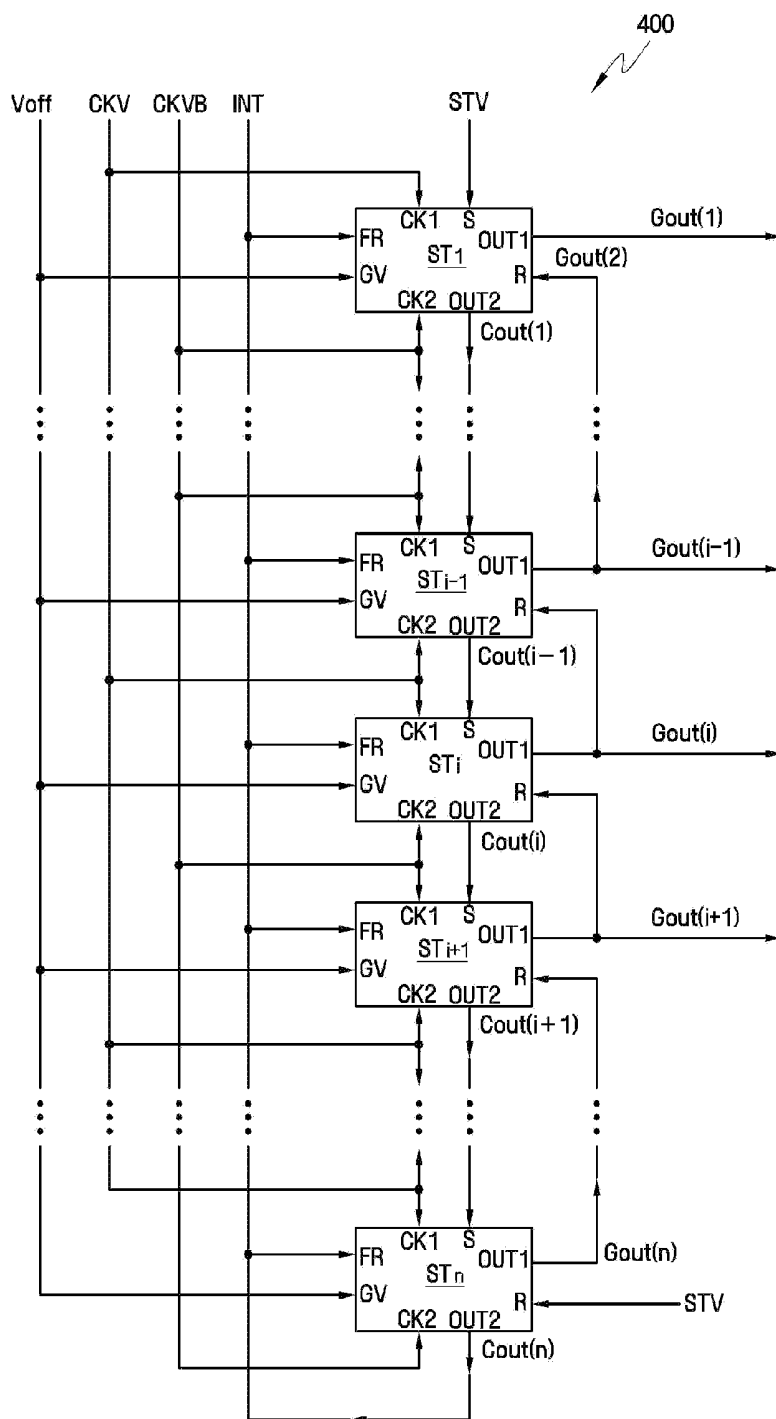 400
Voff CKV CKVB INT STV
CK1 S
FR OUT1 Gout(1)
ST1 Gout(2)
GV R
CK2 OUT2
Cout(1)
CK1 S
FR OUT1 Gout(i-1)
STi-1
GV R
CK2 OUT2
Cout(i-1)
CK1 S
FR OUT1 Gout(i)
STi
GV R
CK2 OUT2
Cout(i)
CK1 S
FR OUT1 Gout(i+1)
STi+1
GV R
CK2 OUT2
Cout(i+1)
CK1 S
FR OUT1 Gout(n)
STn
GV R STV
CK2 OUT2
Cout(n)